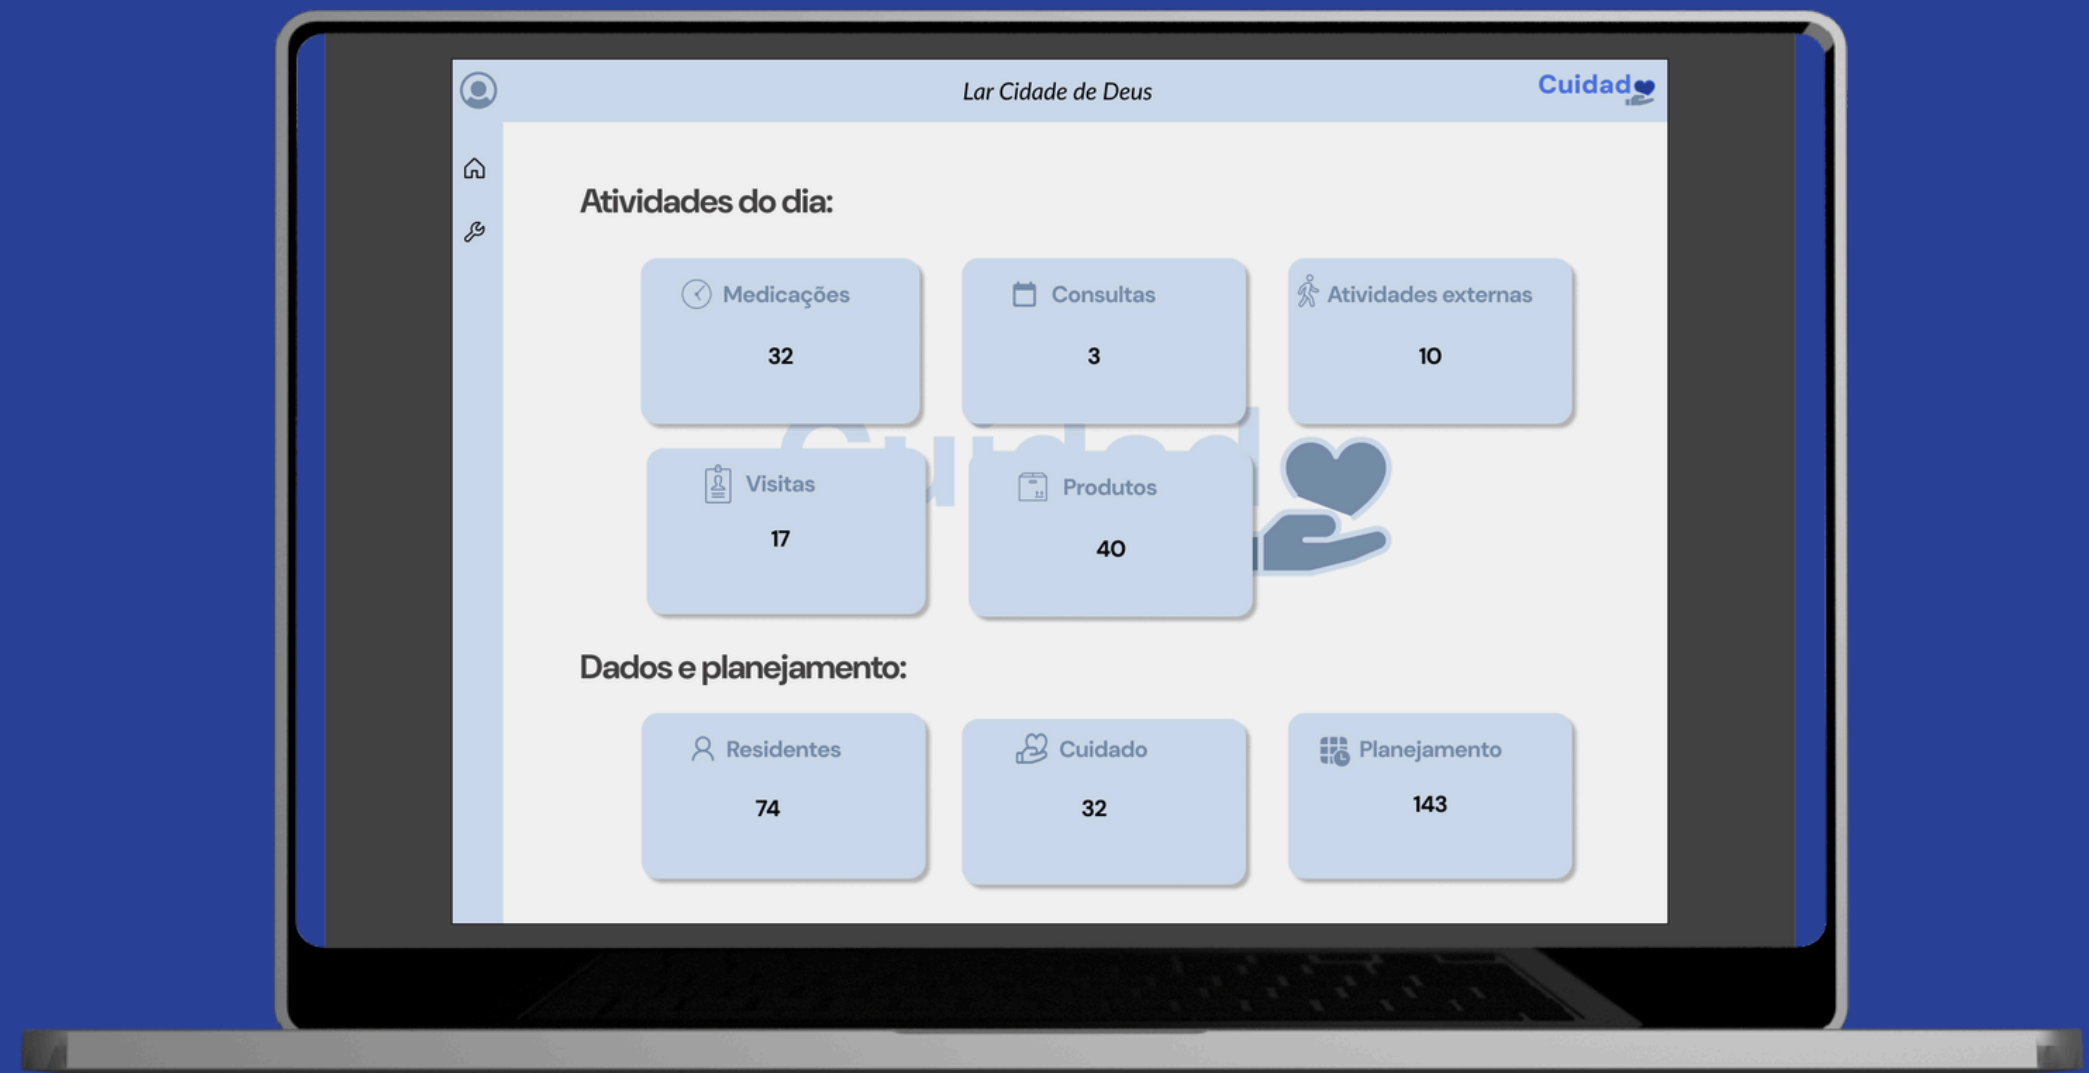 Lar Cidade de Deus
Cuidad
Atividades do dia:
Medicações
Consultas
Atividades externas
32
3
10
Cuidad
Visitas
Produtos
17
40
Dados e planejamento:
Residentes
Cuidado
Planejamento
74
32
143